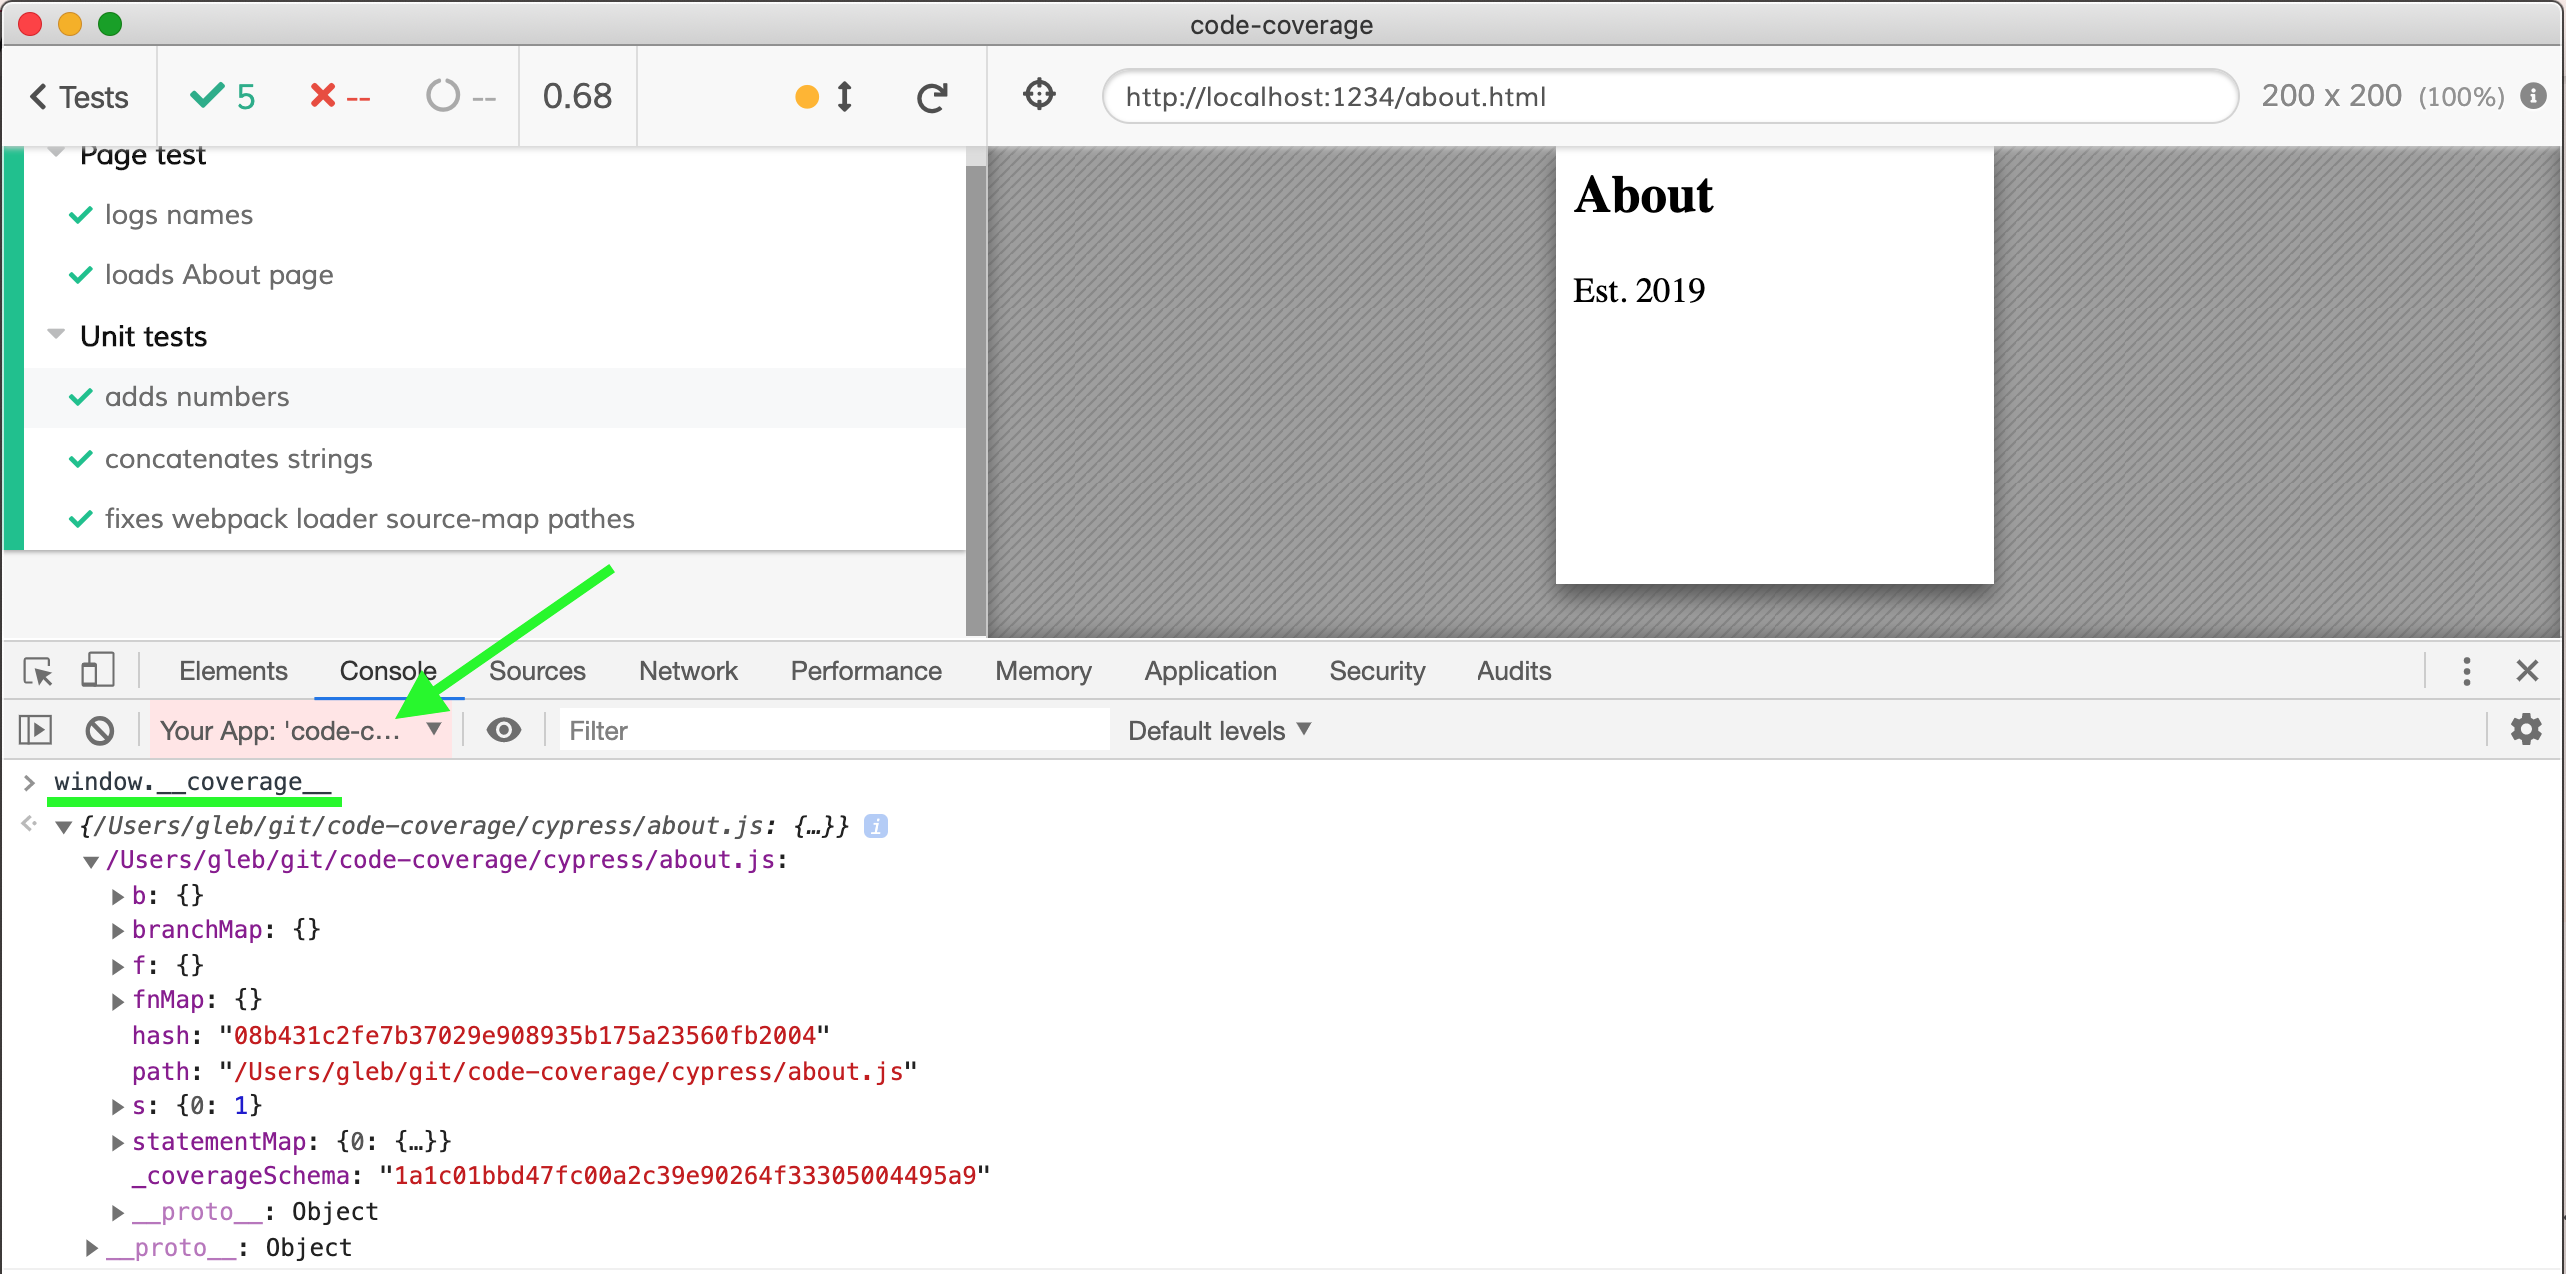 code-coverage
Tests 5 -- -- 0.68 http://localhost:1234/about.html 200 x 200 (100%)
Page test
logs names
loads About page
Unit tests
adds numbers
concatenates strings
fixes webpack loader source-map pathes
About
Est. 2019
Elements Console Sources Network Performance Memory Application Security Audits
Your App: 'code-c... Filter Default levels
window.__coverage__
{/Users/gleb/git/code-coverage/cypress/about.js: {…}} i
/Users/gleb/git/code-coverage/cypress/about.js:
b: {}
branchMap: {}
f: {}
fnMap: {}
hash: "08b431c2fe7b37029e908935b175a23560fb2004"
path: "/Users/gleb/git/code-coverage/cypress/about.js"
s: {0: 1}
statementMap: {0: {…}}
_coverageSchema: "1a1c01bbd47fc00a2c39e90264f33305004495a9"
__proto__: Object
__proto__: Object